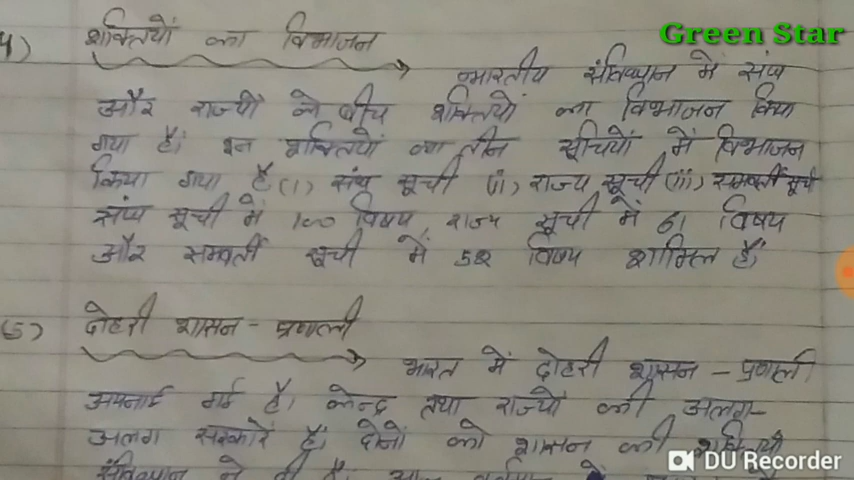 Green Star
4) शक्तियों का विभाजन
भारतीय संविधान में संघ
और राज्यों के बीच शक्तियों का विभाजन किया
गया है। इन शक्तियों का तीन सूचियों में विभाजन
किया गया है (i) संघ सूची (ii) राज्य सूची (iii) समवर्ती सूची
संघ सूची में 100 विषय, राज्य सूची में 61 विषय
और समवर्ती सूची में 52 विषय शामिल हैं।
(5) दोहरी शासन - प्रणाली
भारत में दोहरी शासन - प्रणाली
अपनाई गई है। केन्द्र तथा राज्यों की अलग-
अलग सरकारें हैं। दोनों को शासन की शक्तियाँ
संविधान ने दी हैं।
DU Recorder